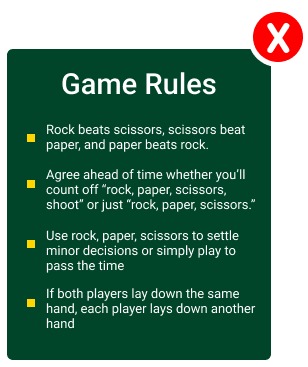 X
Game Rules
Rock beats scissors, scissors beat
paper, and paper beats rock.
Agree ahead of time whether you’ll
count off “rock, paper, scissors,
shoot” or just “rock, paper, scissors.”
Use rock, paper, scissors to settle
minor decisions or simply play to
pass the time
If both players lay down the same
hand, each player lays down another
hand